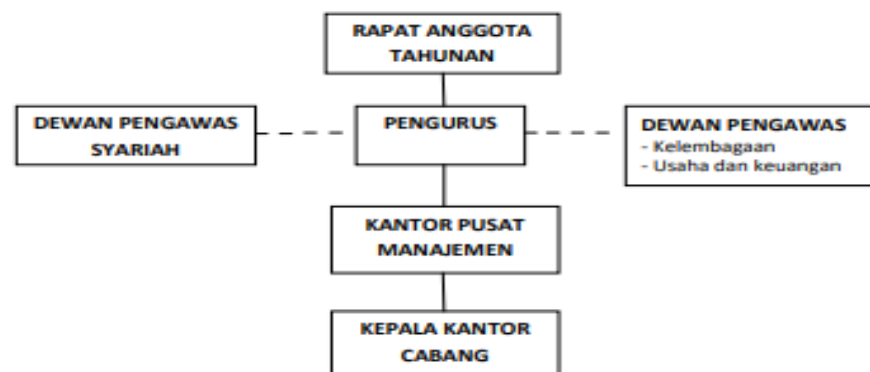 RAPAT ANGGOTA
TAHUNAN
DEWAN PENGAWAS
SYARIAH
PENGURUS
DEWAN PENGAWAS
- Kelembagaan
- Usaha dan keuangan
KANTOR PUSAT
MANAJEMEN
KEPALA KANTOR
CABANG